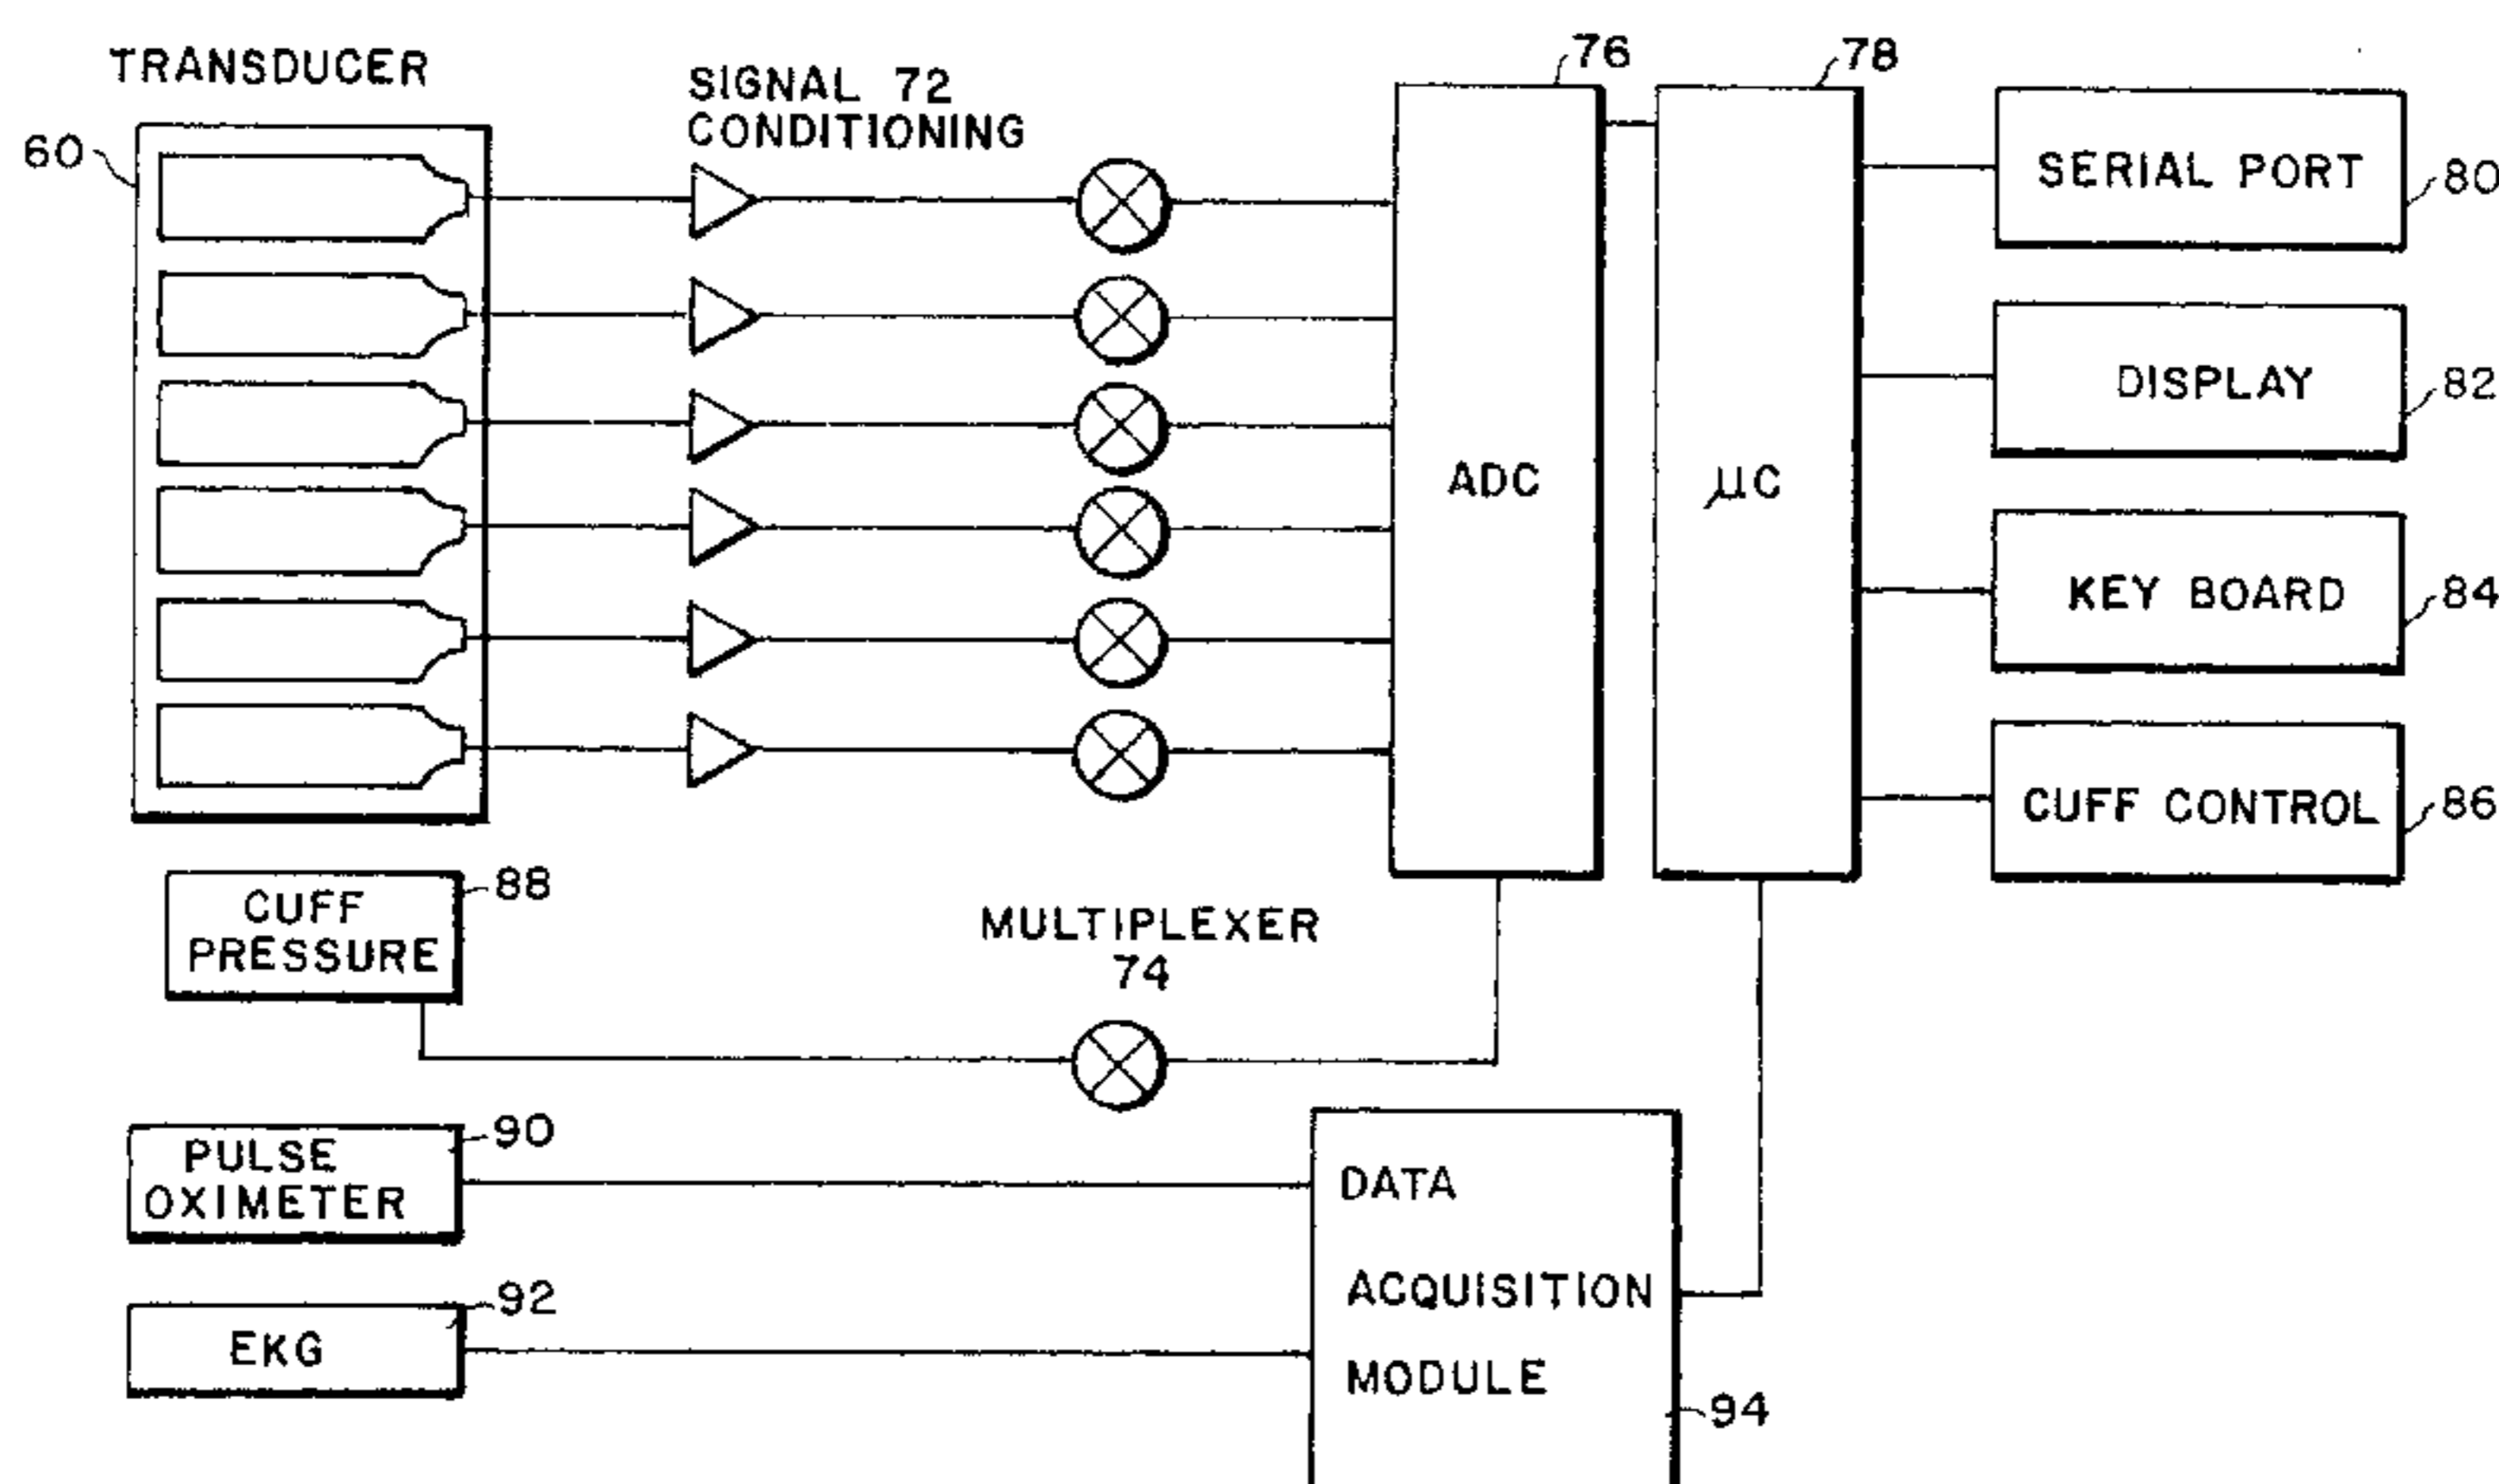 TRANSDUCER
SIGNAL 72
CONDITIONING
76
78
60
SERIAL PORT
80
DISPLAY
82
ADC
μC
KEY BOARD
84
CUFF CONTROL
86
CUFF
PRESSURE
88
MULTIPLEXER
74
PULSE
OXIMETER
90
DATA
ACQUISITION
MODULE
94
EKG
92